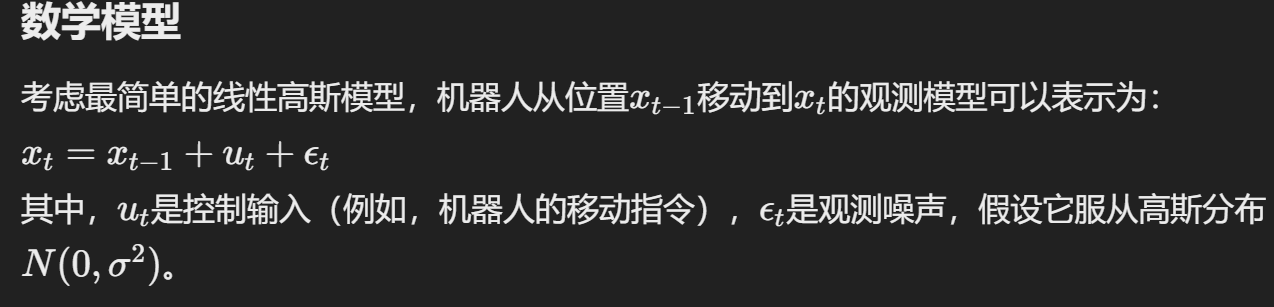 数学模型
考虑最简单的线性高斯模型，机器人从位置$x_{t-1}$移动到$x_t$的观测模型可以表示为：
$x_t = x_{t-1} + u_t + \epsilon_t$
其中，$u_t$是控制输入（例如，机器人的移动指令），$\epsilon_t$是观测噪声，假设它服从高斯分布
$N(0, \sigma^2)$。